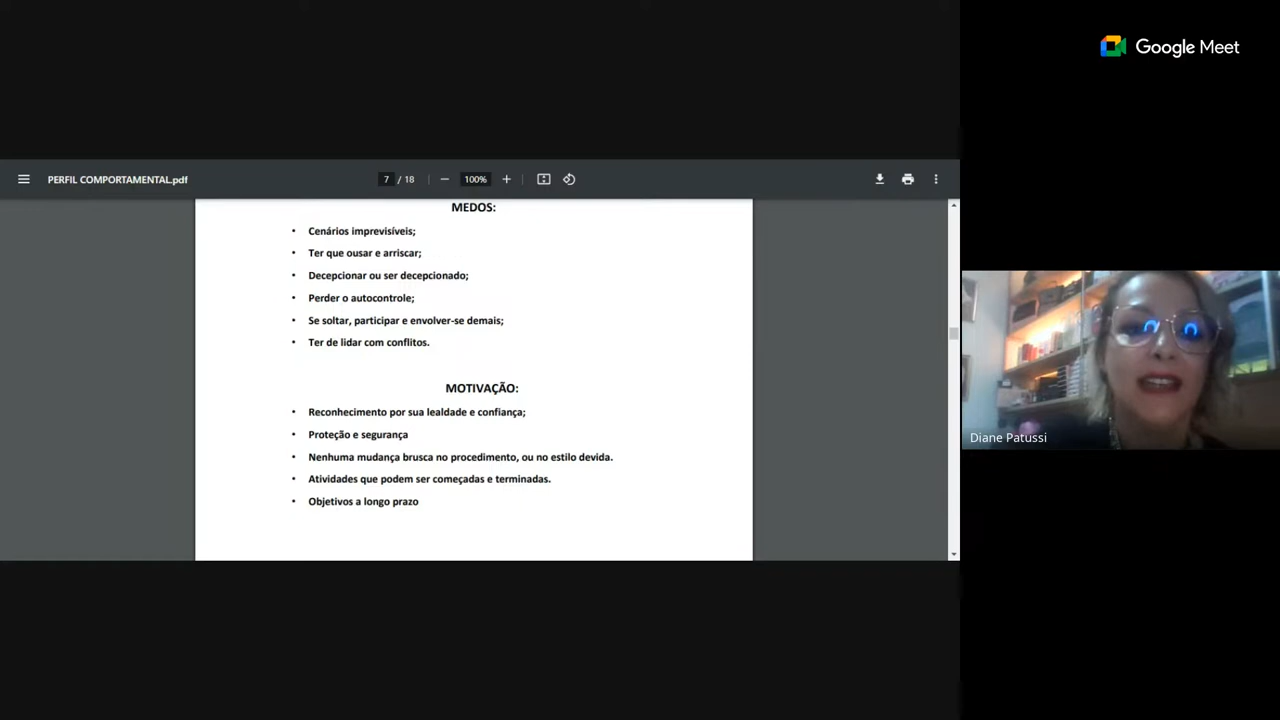 Google Meet
PERFIL COMPORTAMENTAL.pdf
7 / 18
100%
MEDOS:
• Cenários imprevisíveis;
• Ter que ousar e arriscar;
• Decepcionar ou ser decepcionado;
• Perder o autocontrole;
• Se soltar, participar e envolver-se demais;
• Ter de lidar com conflitos.
MOTIVAÇÃO:
• Reconhecimento por sua lealdade e confiança;
• Proteção e segurança
• Nenhuma mudança brusca no procedimento, ou no estilo devida.
• Atividades que podem ser começadas e terminadas.
• Objetivos a longo prazo
Diane Patussi